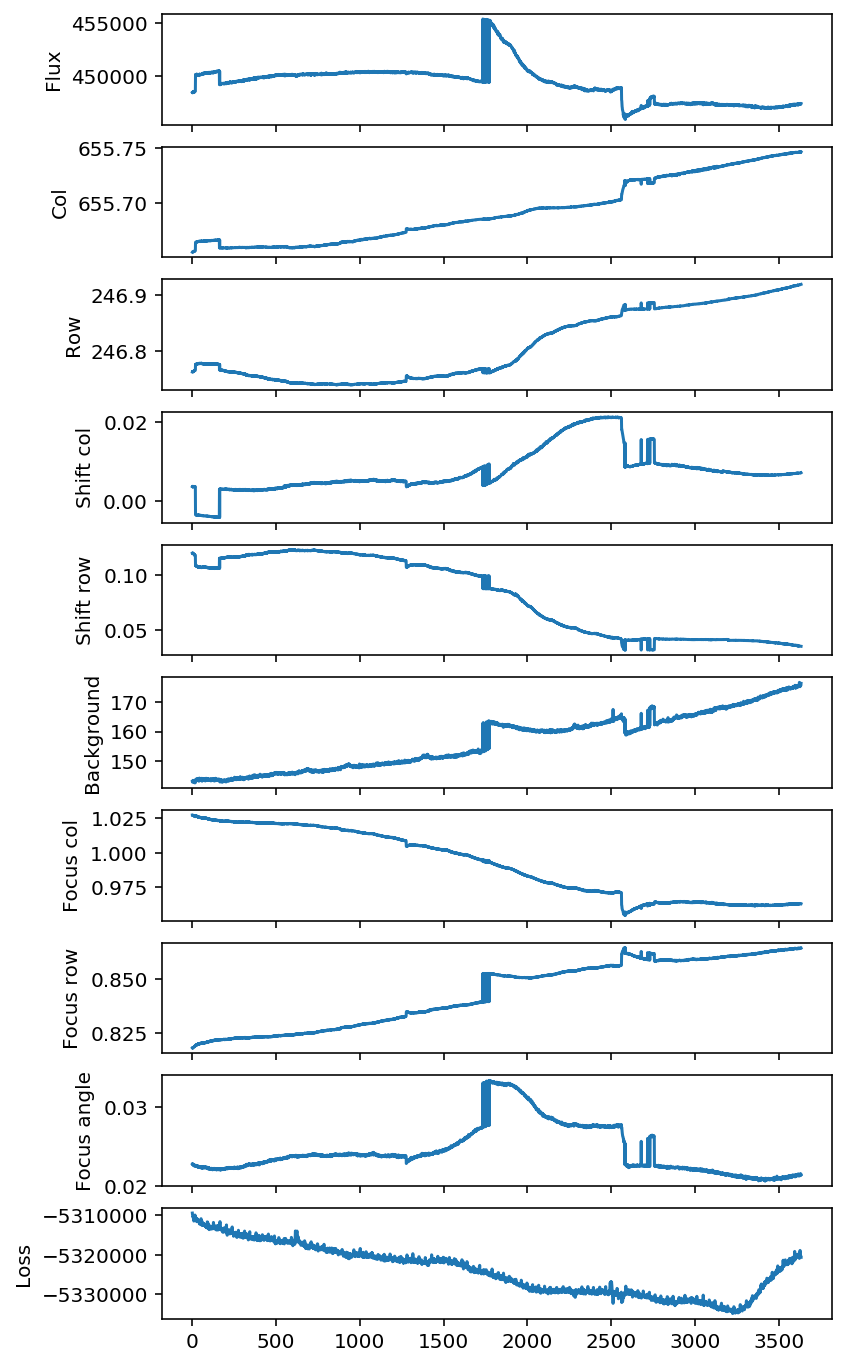 Flux
455000
450000
Col
655.75
655.70
Row
246.9
246.8
Shift col
0.02
0.00
Shift row
0.10
0.05
Background
170
160
150
Focus col
1.025
1.000
0.975
Focus row
0.850
0.825
Focus angle
0.03
0.02
Loss
−5310000
−5320000
−5330000
0 500 1000 1500 2000 2500 3000 3500